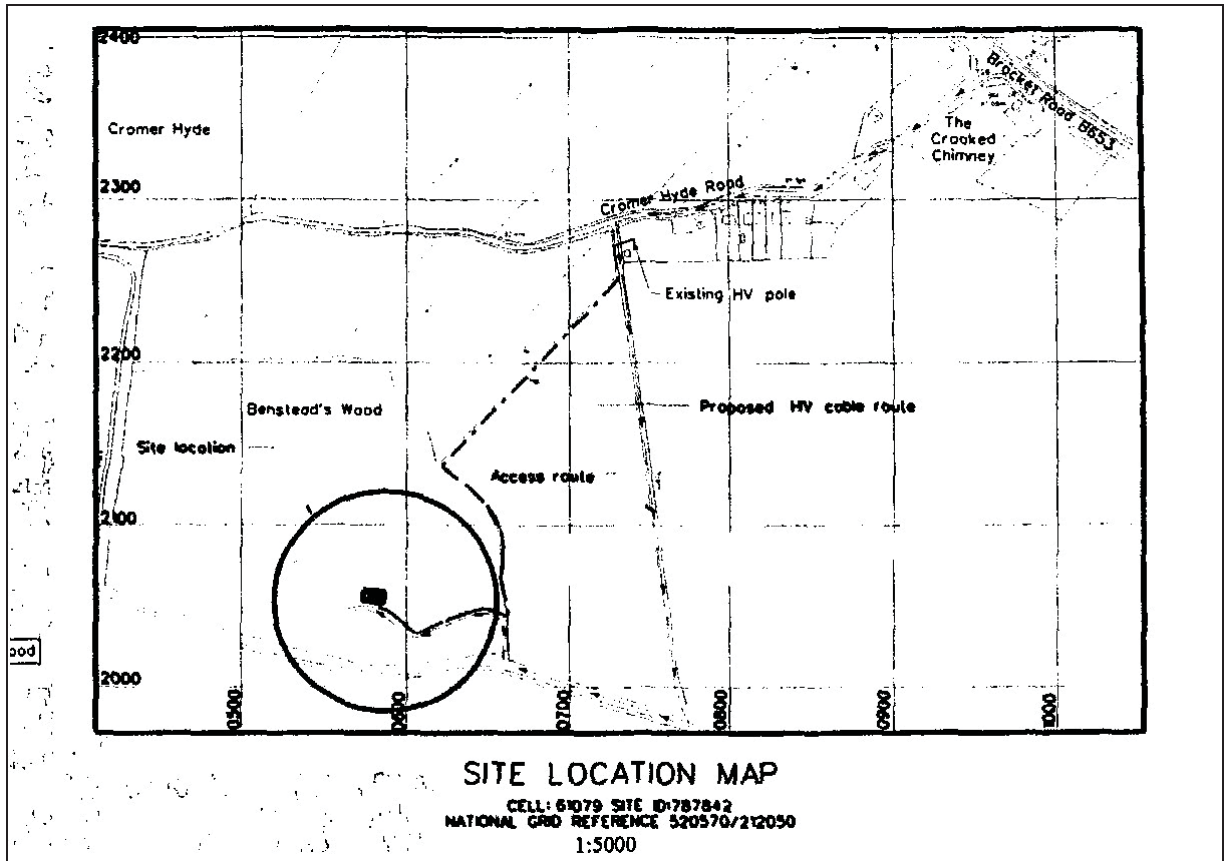 2400
Brocket Road B653
Cromer Hyde
The
Crooked
Chimney
2300
Cromer Hyde Road
Existing HV pole
2200
Benstead's Wood
Proposed HV cable route
Site location
Access route
2100
ood
2000
0500
0600
0700
0800
0900
1000
SITE LOCATION MAP
CELL: 61079 SITE ID:787842
NATIONAL GRID REFERENCE 520570/212050
1:5000